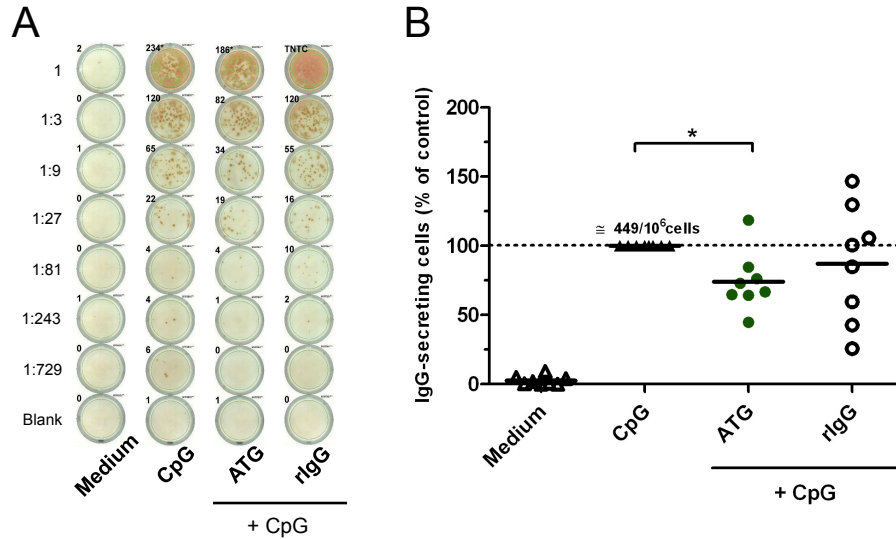 A
2 234* 186* TNTC
1
0 120 82 120
1:3
1 65 34 55
1:9
0 22 19 16
1:27
0 4 4 10
1:81
1 4 1 2
1:243
0 6 0 0
1:729
0 1 1 0
Blank
Medium CpG ATG rIgG
+ CpG
B
IgG-secreting cells (% of control)
200
150
100
50
0
*
≅ 449/10⁶cells
Medium CpG ATG rIgG
+ CpG